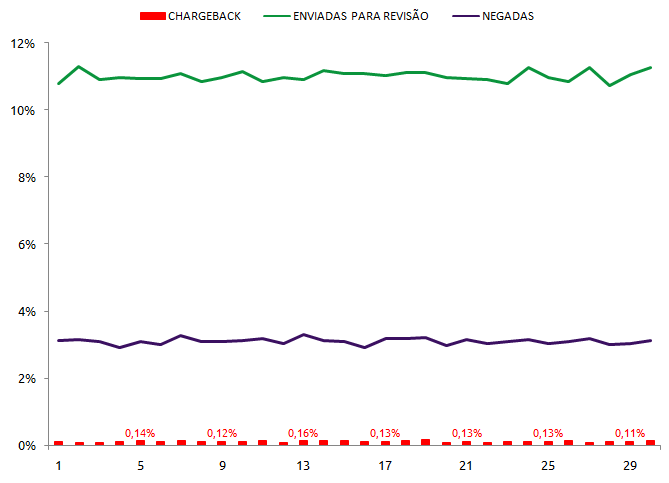 CHARGEBACK ENVIADAS PARA REVISÃO NEGADAS
12%
10%
8%
6%
4%
2%
0,14% 0,12% 0,16% 0,13% 0,13% 0,13% 0,11%
0%
1 5 9 13 17 21 25 29